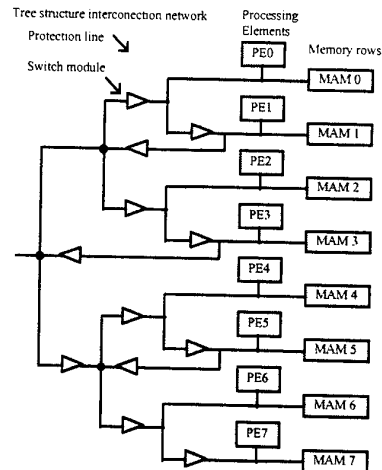 Tree structure interconection network
Processing
Elements
Protection line
Memory rows
Switch module
PE0
MAM 0
PE1
MAM 1
PE2
MAM 2
PE3
MAM 3
PE4
MAM 4
PE5
MAM 5
PE6
MAM 6
PE7
MAM 7